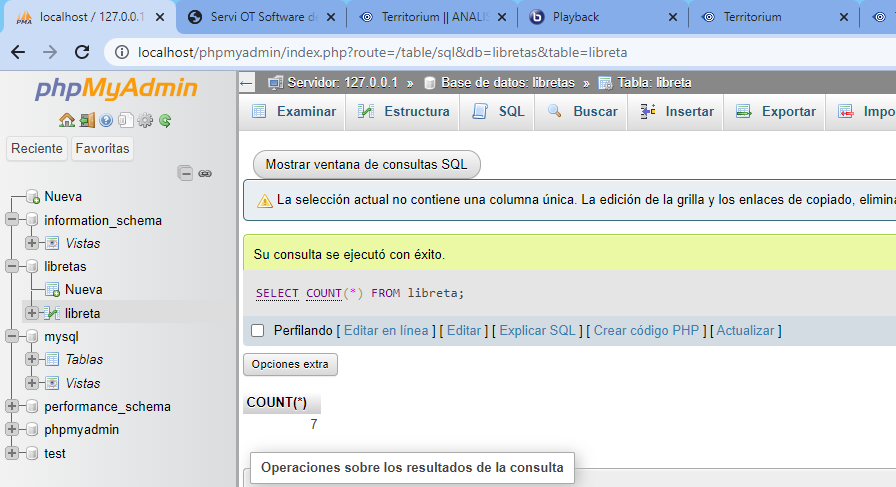 localhost / 127.0.0.1
Servi OT Software de
Territorium || ANALIS
Playback
Territorium
localhost/phpmyadmin/index.php?route=/table/sql&db=libretas&table=libreta
phpMyAdmin
Servidor: 127.0.0.1 » Base de datos: libretas » Tabla: libreta
Examinar
Estructura
SQL
Buscar
Insertar
Exportar
Impo
Reciente
Favoritas
Mostrar ventana de consultas SQL
La selección actual no contiene una columna única. La edición de la grilla y los enlaces de copiado, elimina
Su consulta se ejecutó con éxito.
SELECT COUNT(*) FROM libreta;
Perfilando [ Editar en línea ] [ Editar ] [ Explicar SQL ] [ Crear código PHP ] [ Actualizar ]
Opciones extra
COUNT(*)
7
Operaciones sobre los resultados de la consulta
Nueva
information_schema
Vistas
libretas
Nueva
libreta
mysql
Tablas
Vistas
performance_schema
phpmyadmin
test